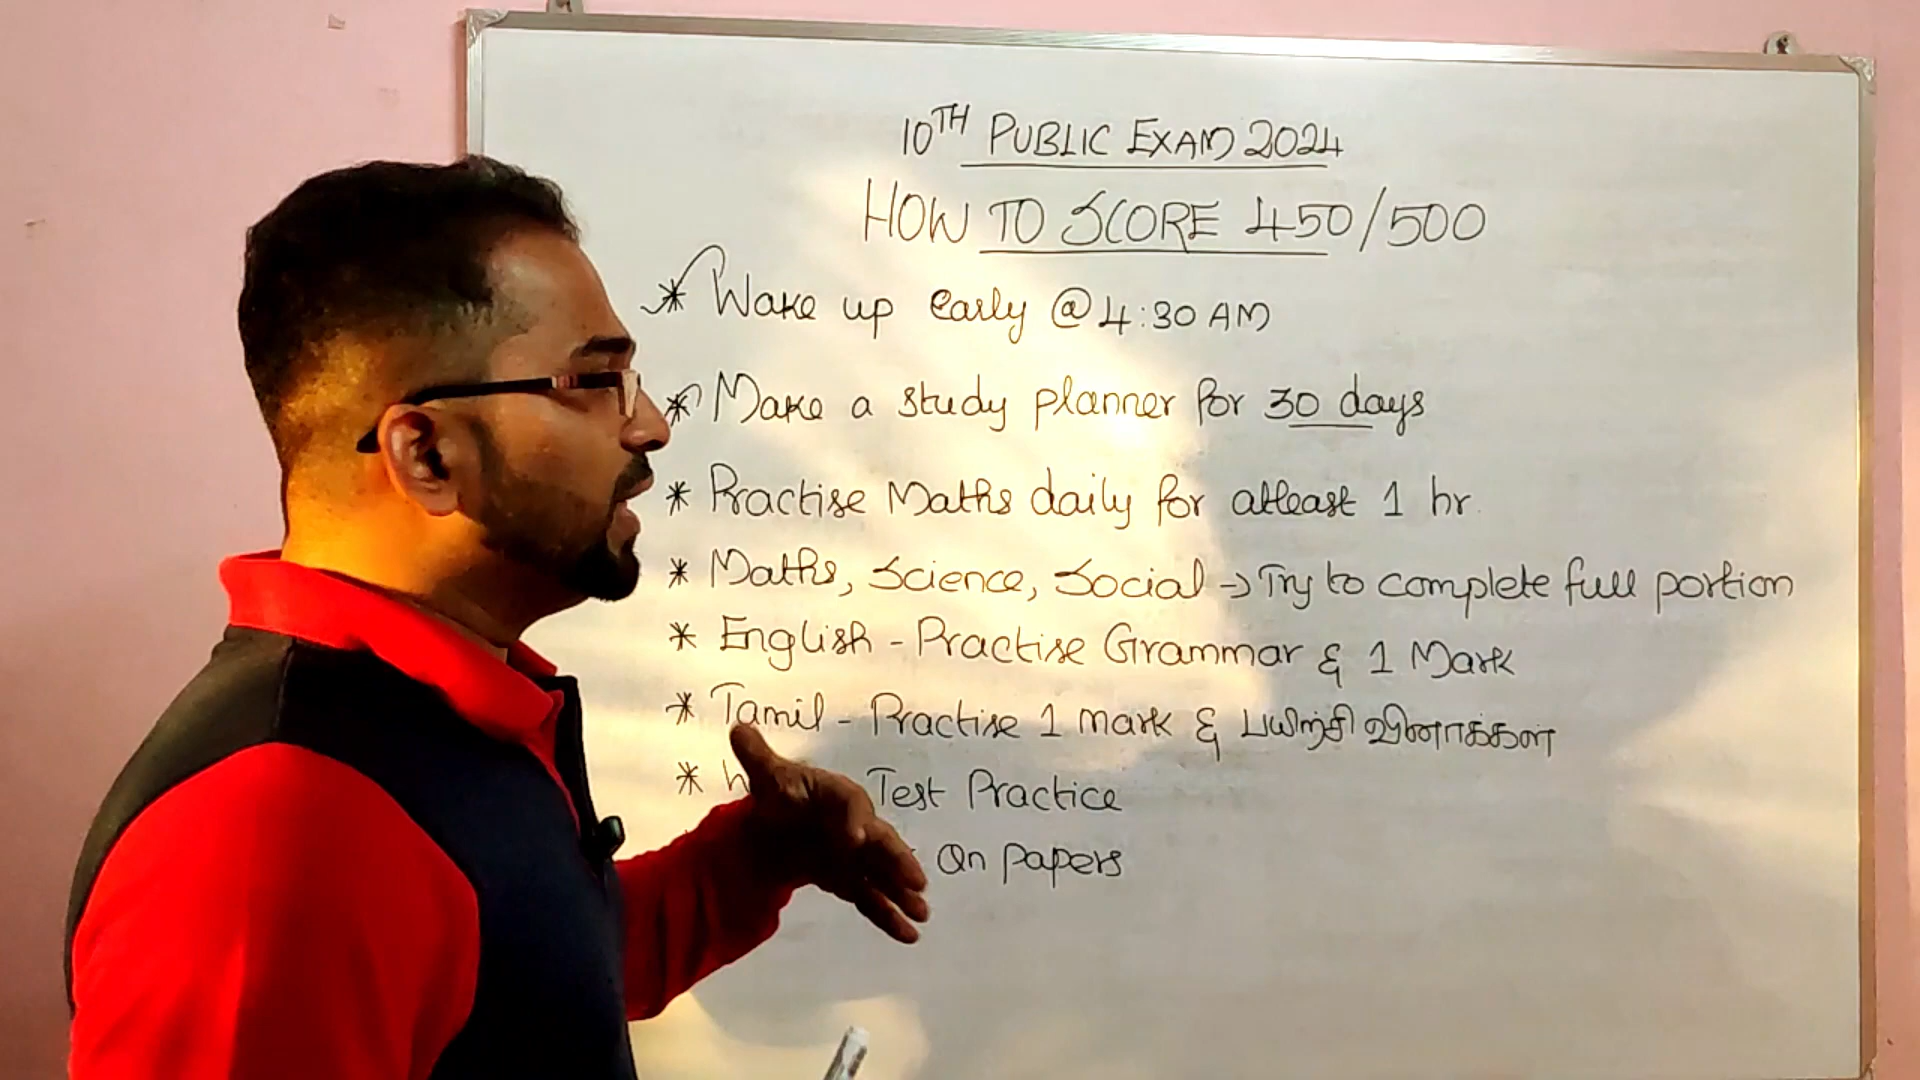 10TH PUBLIC EXAM 2024
HOW TO SCORE 450/500
* Wake up early @ 4:30 AM
* Make a study planner for 30 days
* Practise Maths daily for atleast 1 hr.
* Maths, Science, Social → Try to complete full portion
* English - Practise Grammar & 1 Mark
* Tamil - Practise 1 mark & பயிற்சி வினாக்கள்
* Test Practice
On papers